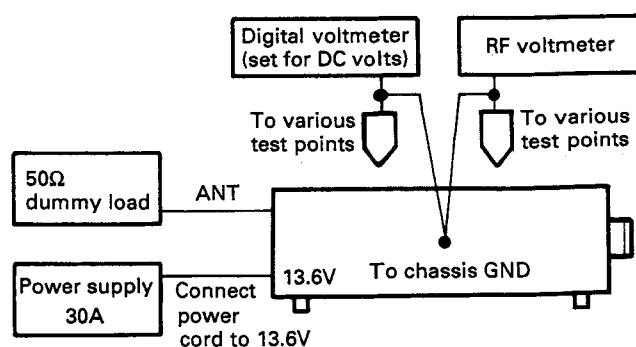 Digital voltmeter
(set for DC volts)
RF voltmeter
To various
test points
To various
test points
50Ω
dummy load
ANT
Power supply
30A
Connect
power
cord to 13.6V
13.6V
To chassis GND